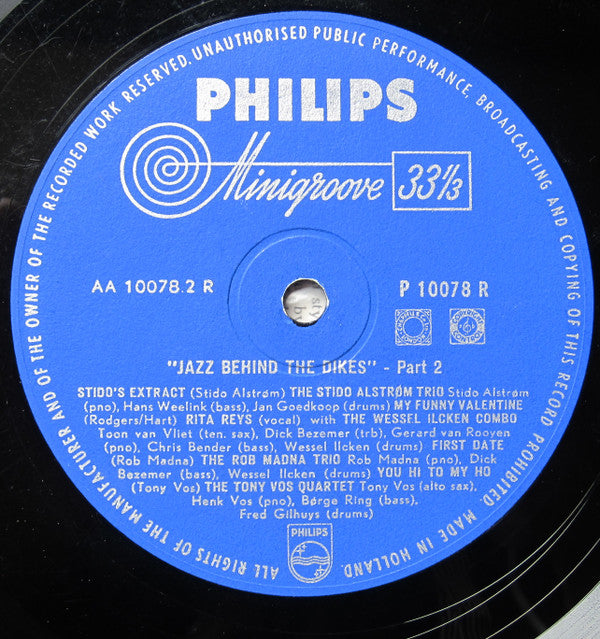 ALL RIGHTS OF THE MANUFACTURER AND OF THE OWNER OF THE RECORDED WORK RESERVED. UNAUTHORISED PUBLIC PERFORMANCE, BROADCASTING AND COPYING OF THIS RECORD PROHIBITED. MADE IN HOLLAND.
PHILIPS
Minigroove 33⅓
AA 10078.2 R
P 10078 R
"JAZZ BEHIND THE DIKES" - Part 2
STIDO'S EXTRACT (Stido Alstrøm) THE STIDO ALSTRØM TRIO Stido Alstrøm
(pno), Hans Weelink (bass), Jan Goedkoop (drums) MY FUNNY VALENTINE
(Rodgers/Hart) RITA REYS (vocal) with THE WESSEL ILCKEN COMBO
Toon van Vliet (ten. sax), Dick Bezemer (trb), Gerard van Rooyen
(pno), Chris Bender (bass), Wessel Ilcken (drums) FIRST DATE
(Rob Madna) THE ROB MADNA TRIO Rob Madna (pno), Dick
Bezemer (bass), Wessel Ilcken (drums) YOU HI TO MY HO
(Tony Vos) THE TONY VOS QUARTET Tony Vos (alto sax),
Henk Vos (pno), Børge Ring (bass),
Fred Gilhuys (drums)
PHILIPS